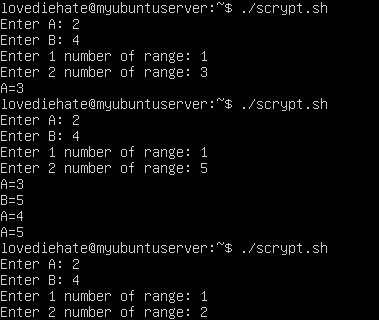 lovediehate@myubuntuserver:~$ ./scrypt.sh
Enter A: 2
Enter B: 4
Enter 1 number of range: 1
Enter 2 number of range: 3
A=3
lovediehate@myubuntuserver:~$ ./scrypt.sh
Enter A: 2
Enter B: 4
Enter 1 number of range: 1
Enter 2 number of range: 5
A=3
B=5
A=4
A=5
lovediehate@myubuntuserver:~$ ./scrypt.sh
Enter A: 2
Enter B: 4
Enter 1 number of range: 1
Enter 2 number of range: 2